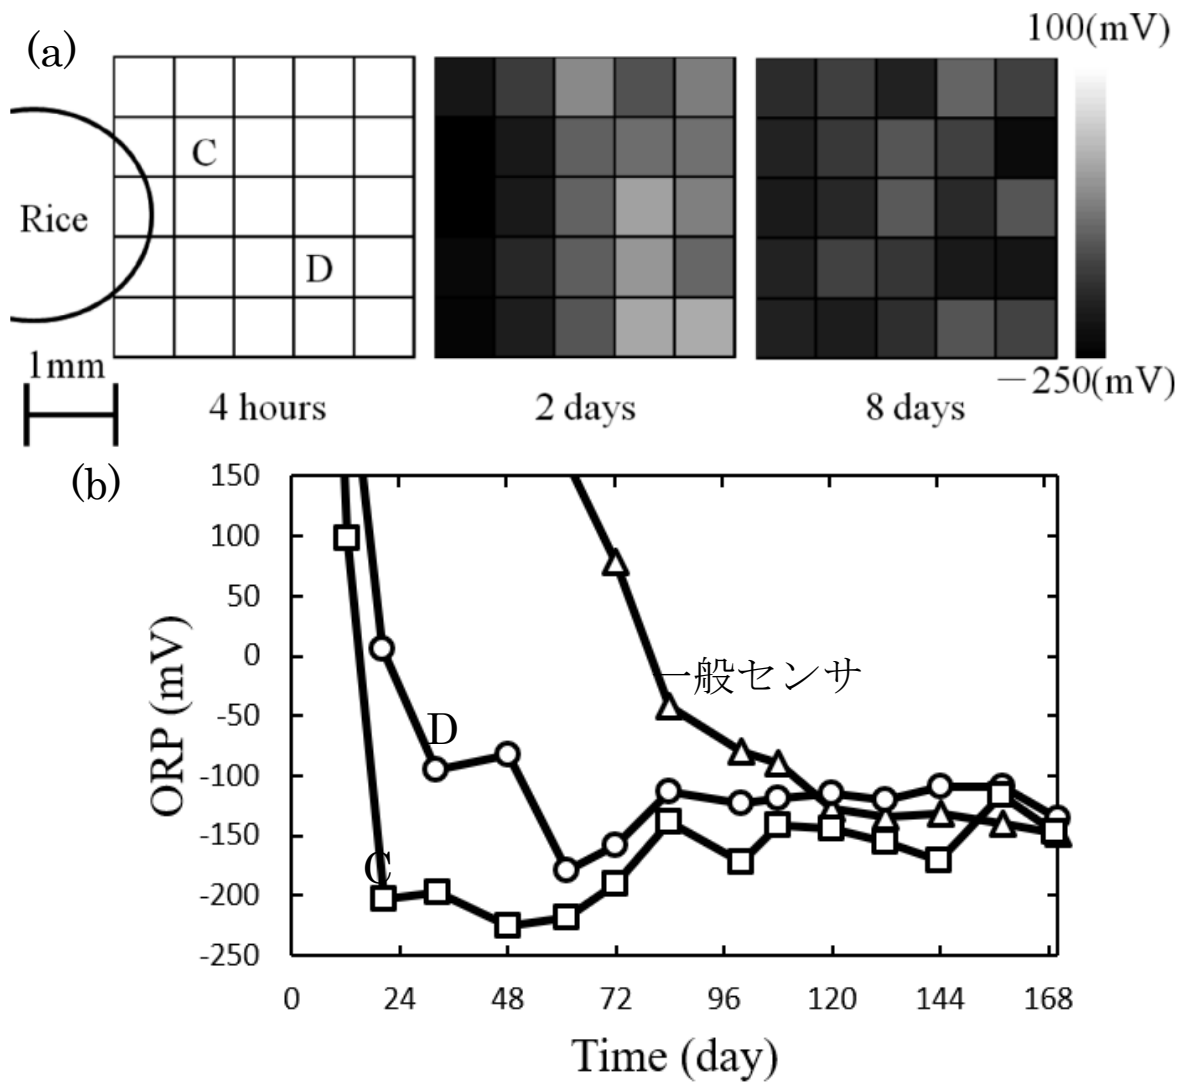 (a)
100(mV)
C
Rice
D
1mm
−250(mV)
4 hours
2 days
8 days
(b)
150
100
50
0
-50
-100
-150
-200
-250
ORP (mV)
一般センサ
D
C
0 24 48 72 96 120 144 168
Time (day)